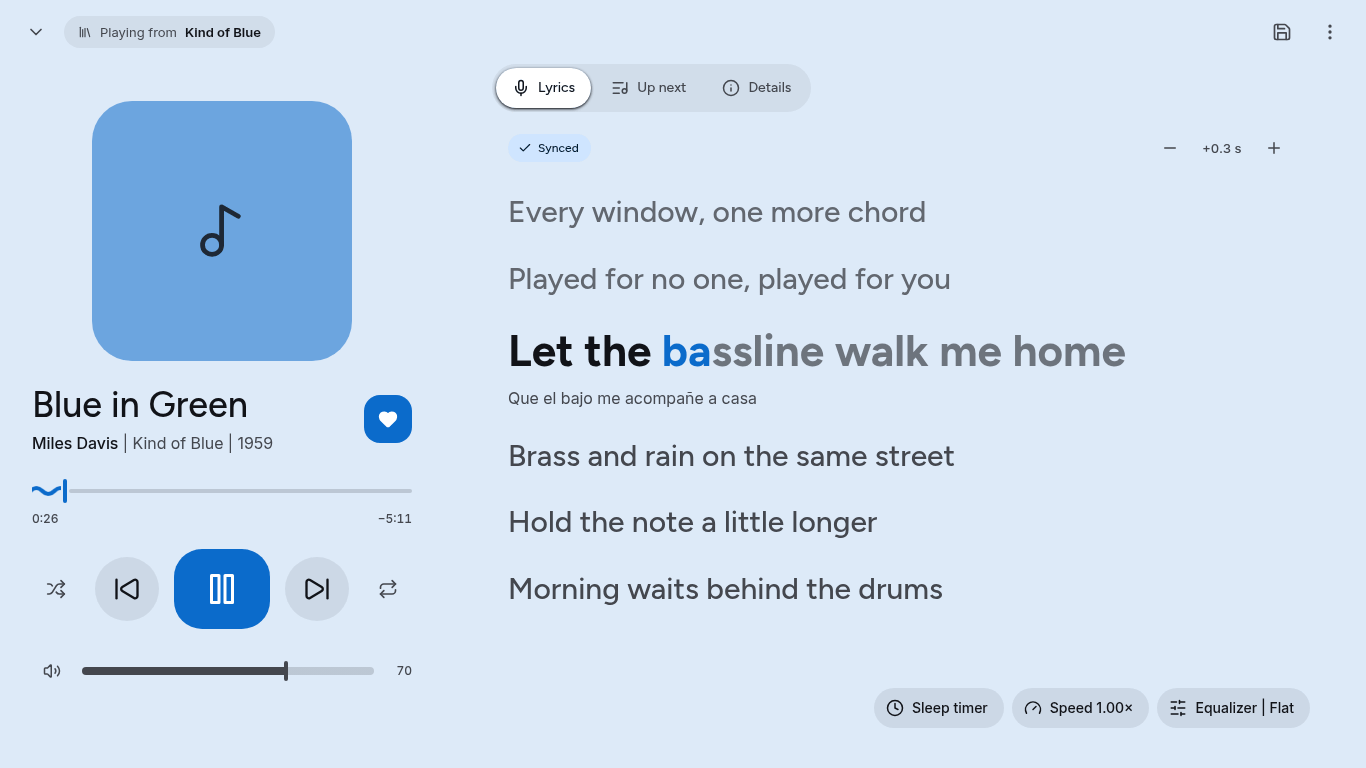 Playing from Kind of Blue
Lyrics
Up next
Details
Synced
+0.3 s
Every window, one more chord
Played for no one, played for you
Let the bassline walk me home
Que el bajo me acompañe a casa
Brass and rain on the same street
Hold the note a little longer
Morning waits behind the drums
Blue in Green
Miles Davis | Kind of Blue | 1959
0:26
−5:11
70
Sleep timer
Speed 1.00×
Equalizer | Flat